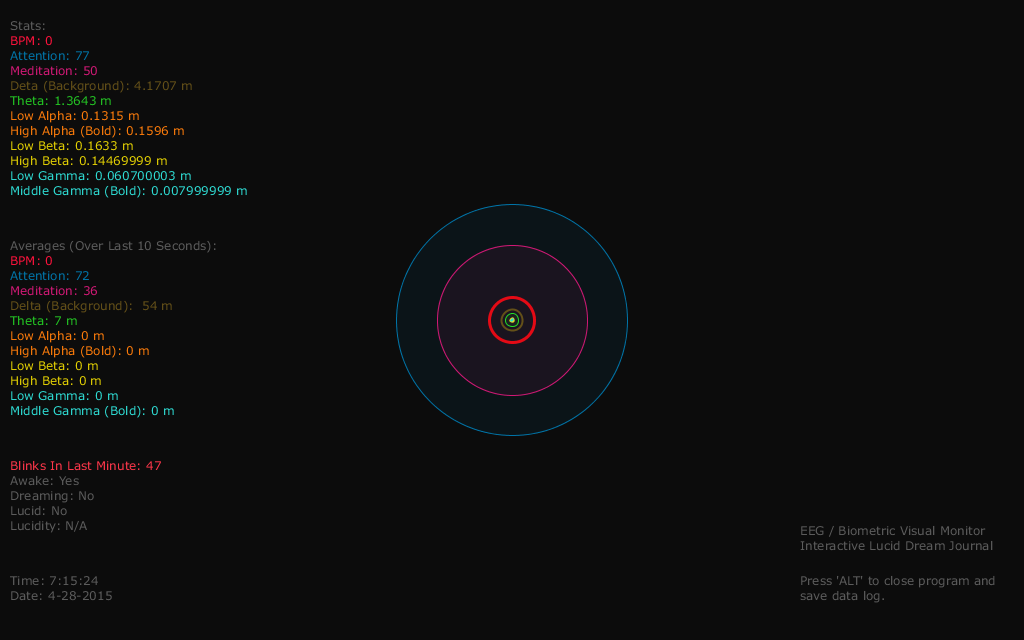 Stats:
BPM: 0
Attention: 77
Meditation: 50
Deta (Background): 4.1707 m
Theta: 1.3643 m
Low Alpha: 0.1315 m
High Alpha (Bold): 0.1596 m
Low Beta: 0.1633 m
High Beta: 0.14469999 m
Low Gamma: 0.060700003 m
Middle Gamma (Bold): 0.007999999 m
Averages (Over Last 10 Seconds):
BPM: 0
Attention: 72
Meditation: 36
Delta (Background):  54 m
Theta: 7 m
Low Alpha: 0 m
High Alpha (Bold): 0 m
Low Beta: 0 m
High Beta: 0 m
Low Gamma: 0 m
Middle Gamma (Bold): 0 m
Blinks In Last Minute: 47
Awake: Yes
Dreaming: No
Lucid: No
Lucidity: N/A
Time: 7:15:24
Date: 4-28-2015
EEG / Biometric Visual Monitor
Interactive Lucid Dream Journal
Press 'ALT' to close program and
save data log.